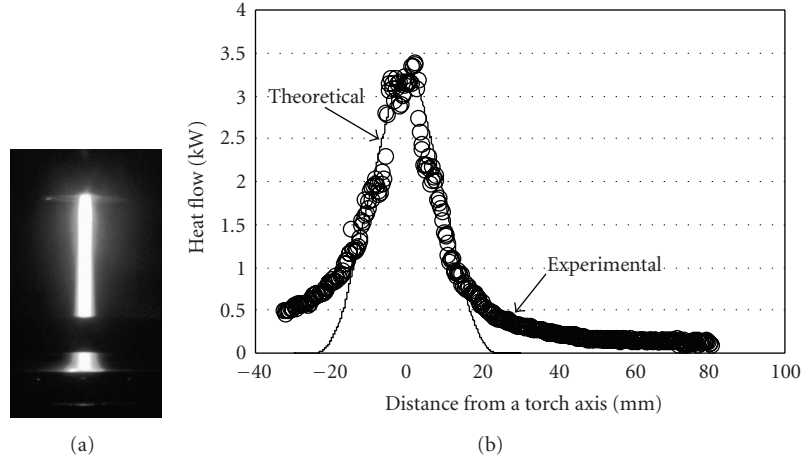 4
3.5
3
2.5
2
1.5
1
0.5
0
−40
−20
0
20
40
60
80
100
Heat flow (kW)
Distance from a torch axis (mm)
Theoretical
Experimental
(a)
(b)